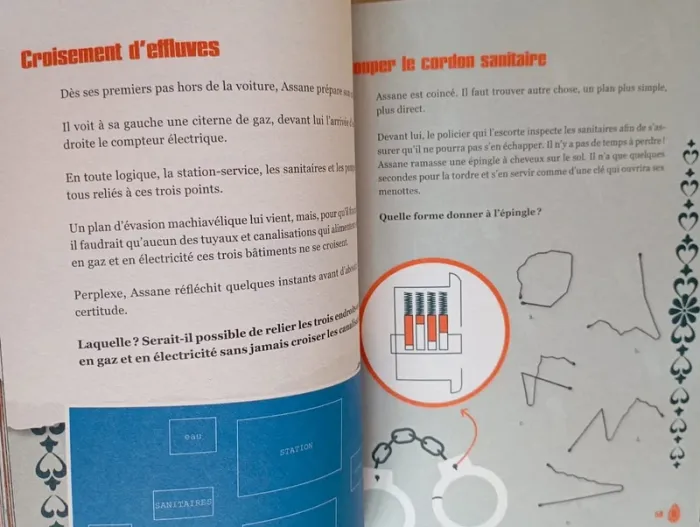 Croisement d'effluves
Dès ses premiers pas hors de la voiture, Assane prépare
Il voit à sa gauche une citerne de gaz, devant lui l'arrivée
droite le compteur électrique.
En toute logique, la station-service, les sanitaires et les
tous reliés à ces trois points.
Un plan d'évasion machiavélique lui vient, mais, pour qu'il
il faudrait qu'aucun des tuyaux et canalisations qui
en gaz et en électricité ces trois bâtiments ne se croisent.
Perplexe, Assane réfléchit quelques instants avant
certitude.
Laquelle ? Serait-il possible de relier les trois
en gaz et en électricité sans jamais croiser les
eau
STATION
SANITAIRES
ouper le cordon sanitaire
Assane est coincé. Il faut trouver autre chose, un plan plus simple,
plus direct.
Devant lui, le policier qui l'escorte inspecte les sanitaires afin de s'as-
surer qu'il ne pourra pas s'en échapper. Il n'y a pas de temps à perdre !
Assane ramasse une épingle à cheveux sur le sol. Il n'a que quelques
secondes pour la tordre et s'en servir comme d'une clé qui ouvrira ses
menottes.
Quelle forme donner à l'épingle ?